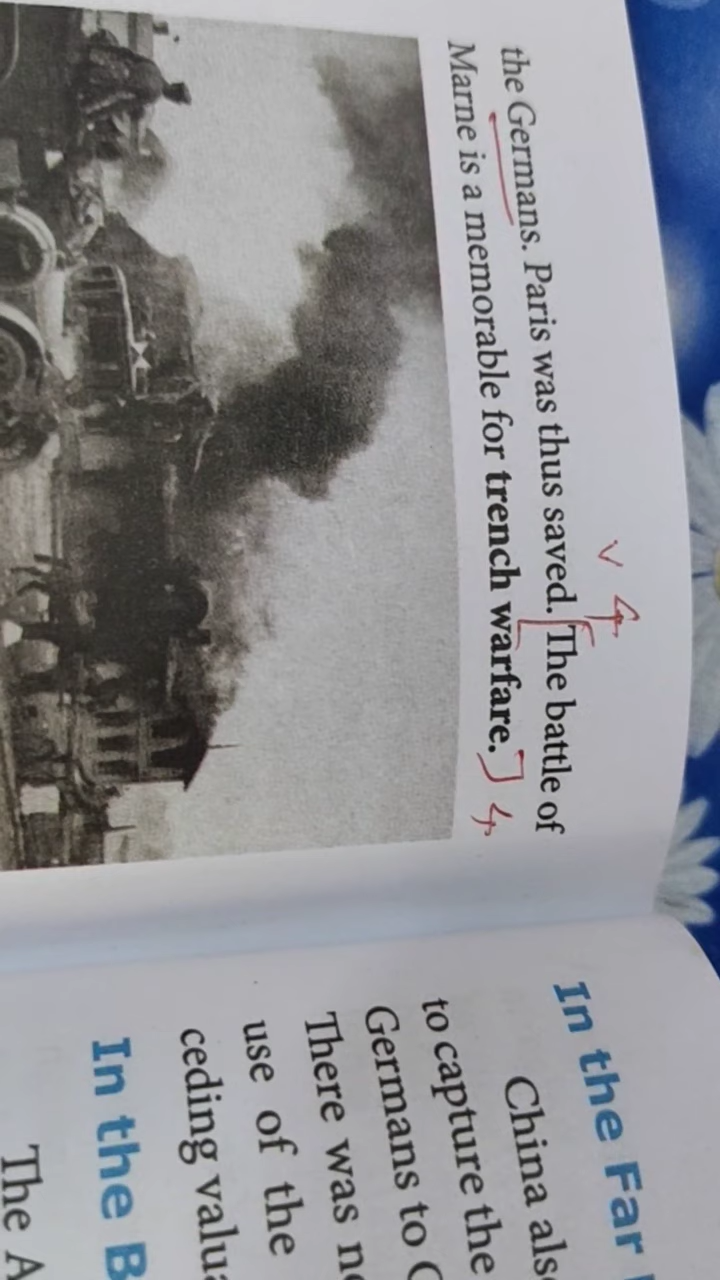 the Germans. Paris was thus saved. The battle of
Marne is a memorable for trench warfare.
In the Far
China als
to capture the
Germans to
There was
use of the
ceding valua
In the B
The A